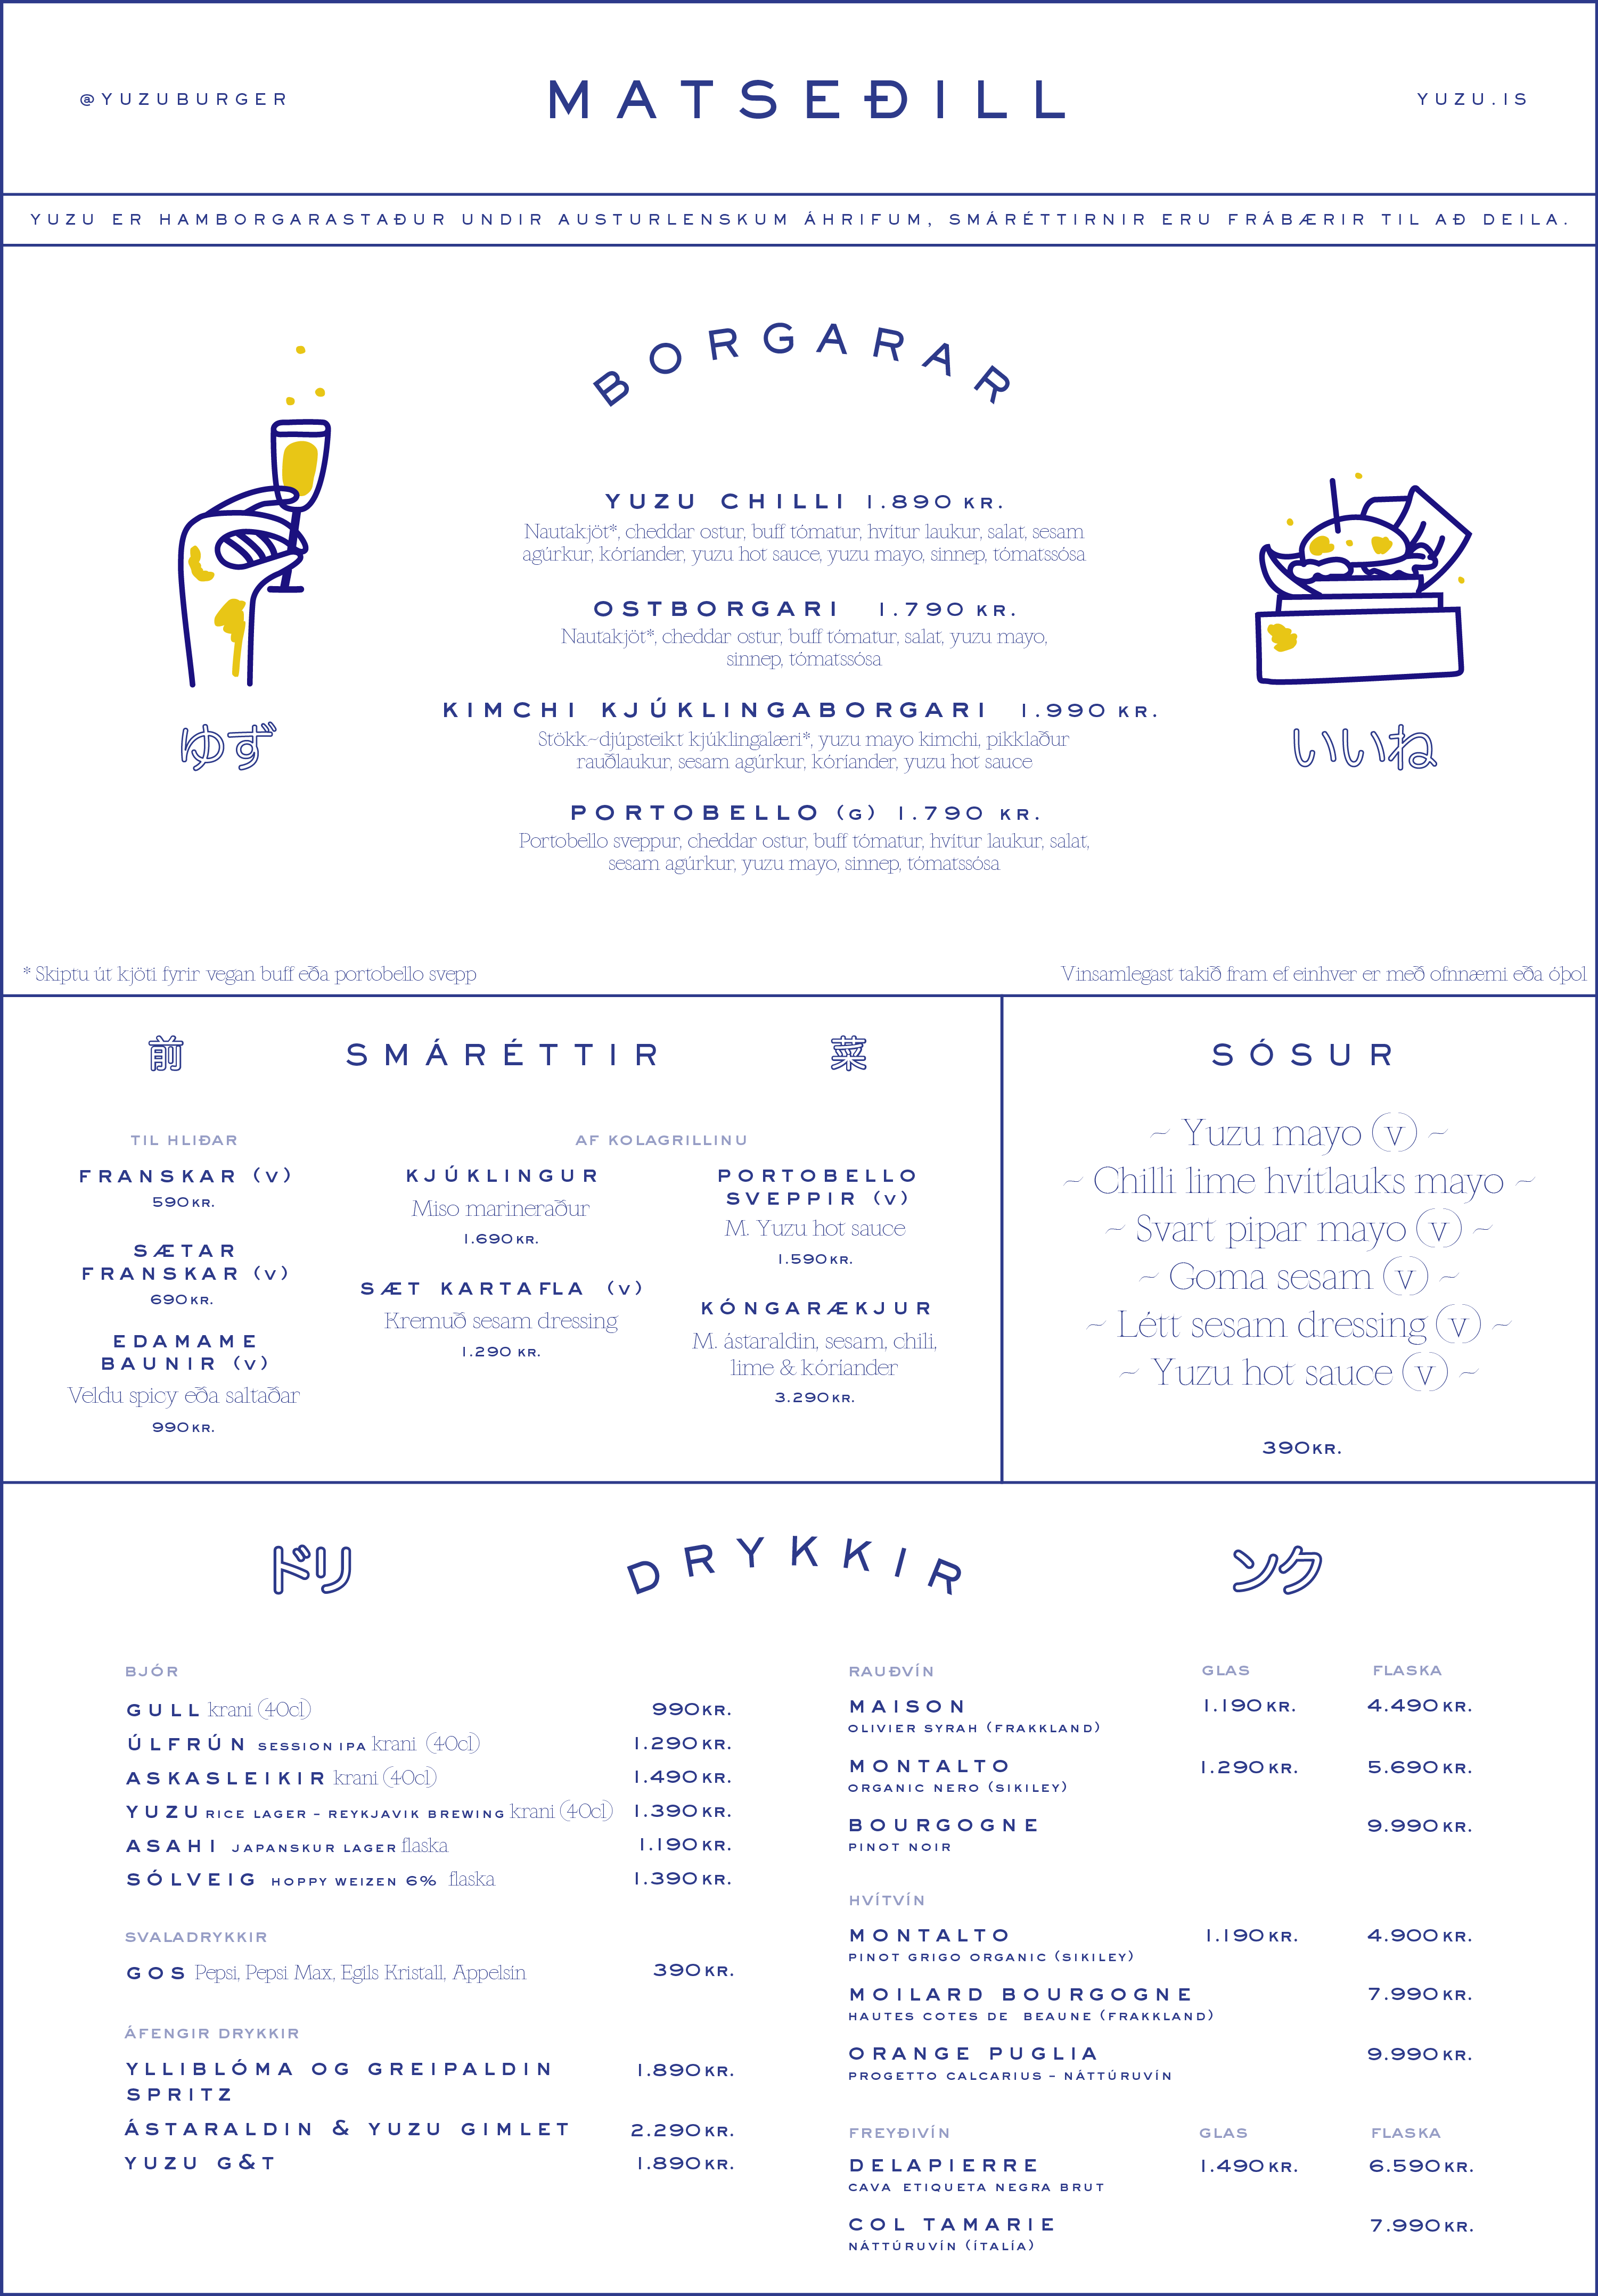 @YUZUBURGER
MATSEÐILL
YUZU.IS
YUZU ER HAMBORGARASTAÐUR UNDIR AUSTURLENSKUM ÁHRIFUM, SMÁRÉTTIRNIR ERU FRÁBÆRIR TIL AÐ DEILA.
BORGARAR
YUZU CHILLI 1.890 KR.
Nautakjöt*, cheddar ostur, buff tómatur, hvítur laukur, salat, sesam
agúrkur, kóriander, yuzu hot sauce, yuzu mayo, sinnep, tómatssósa
OSTBORGARI 1.790 KR.
Nautakjöt*, cheddar ostur, buff tómatur, salat, yuzu mayo,
sinnep, tómatssósa
KIMCHI KJÚKLINGABORGARI 1.990 KR.
Stökk-djúpsteikt kjúklingalæri*, yuzu mayo kimchi, pikklaður
rauðlaukur, sesam agúrkur, kóríander, yuzu hot sauce
PORTOBELLO (G) 1.790 KR.
Portobello sveppur, cheddar ostur, buff tómatur, hvítur laukur, salat,
sesam agúrkur, yuzu mayo, sinnep, tómatssósa
ゆず
いいね
* Skiptu út kjöti fyrir vegan buff eða portobello svepp
Vinsamlegast takið fram ef einhver er með ofnnæmi eða óþol
前
SMÁRÉTTIR
菜
TIL HLIÐAR
FRANSKAR (V)
590KR.
SÆTAR
FRANSKAR (V)
690KR.
EDAMAME
BAUNIR (V)
Veldu spicy eða saltaðar
990KR.
AF KOLAGRILLINU
KJÚKLINGUR
Miso marineraður
1.690KR.
SÆT KARTAFLA (V)
Kremuð sesam dressing
1.290 KR.
PORTOBELLO
SVEPPIR (V)
M. Yuzu hot sauce
1.590KR.
KÓNGARÆKJUR
M. ástaraldin, sesam, chili,
lime & kóríander
3.290KR.
SÓSUR
~ Yuzu mayo (v) ~
~ Chilli lime hvítlauks mayo ~
~ Svart pipar mayo (v) ~
~ Goma sesam (v) ~
~ Létt sesam dressing (v) ~
~ Yuzu hot sauce (v) ~
390KR.
ドリ
DRYKKIR
ンク
BJÓR
GULL krani (40cl) 990KR.
ÚLFRÚN SESSION IPA krani (40cl) 1.290KR.
ASKASLEIKIR krani (40cl) 1.490KR.
YUZU RICE LAGER - REYKJAVIK BREWING krani (40cl) 1.390KR.
ASAHI JAPANSKUR LAGER flaska 1.190KR.
SÓLVEIG HOPPY WEIZEN 6% flaska 1.390KR.
SVALADRYKKIR
GOS Pepsi, Pepsi Max, Egils Kristall, Appelsin 390KR.
ÁFENGIR DRYKKIR
YLLIBLÓMA OG GREIPALDIN 1.890KR.
SPRITZ
ÁSTARALDIN & YUZU GIMLET 2.290KR.
YUZU G&T 1.890KR.
RAUÐVÍN GLAS FLASKA
MAISON 1.190KR. 4.490KR.
OLIVIER SYRAH (FRAKKLAND)
MONTALTO 1.290KR. 5.690KR.
ORGANIC NERO (SIKILEY)
BOURGOGNE 9.990KR.
PINOT NOIR
HVÍTVÍN
MONTALTO 1.190KR. 4.900KR.
PINOT GRIGO ORGANIC (SIKILEY)
MOILARD BOURGOGNE 7.990KR.
HAUTES COTES DE BEAUNE (FRAKKLAND)
ORANGE PUGLIA 9.990KR.
PROGETTO CALCARIUS - NÁTTÚRUVÍN
FREYÐIVÍN GLAS FLASKA
DELAPIERRE 1.490KR. 6.590KR.
CAVA ETIQUETA NEGRA BRUT
COL TAMARIE 7.990KR.
NÁTTÚRUVÍN (ÍTALÍA)